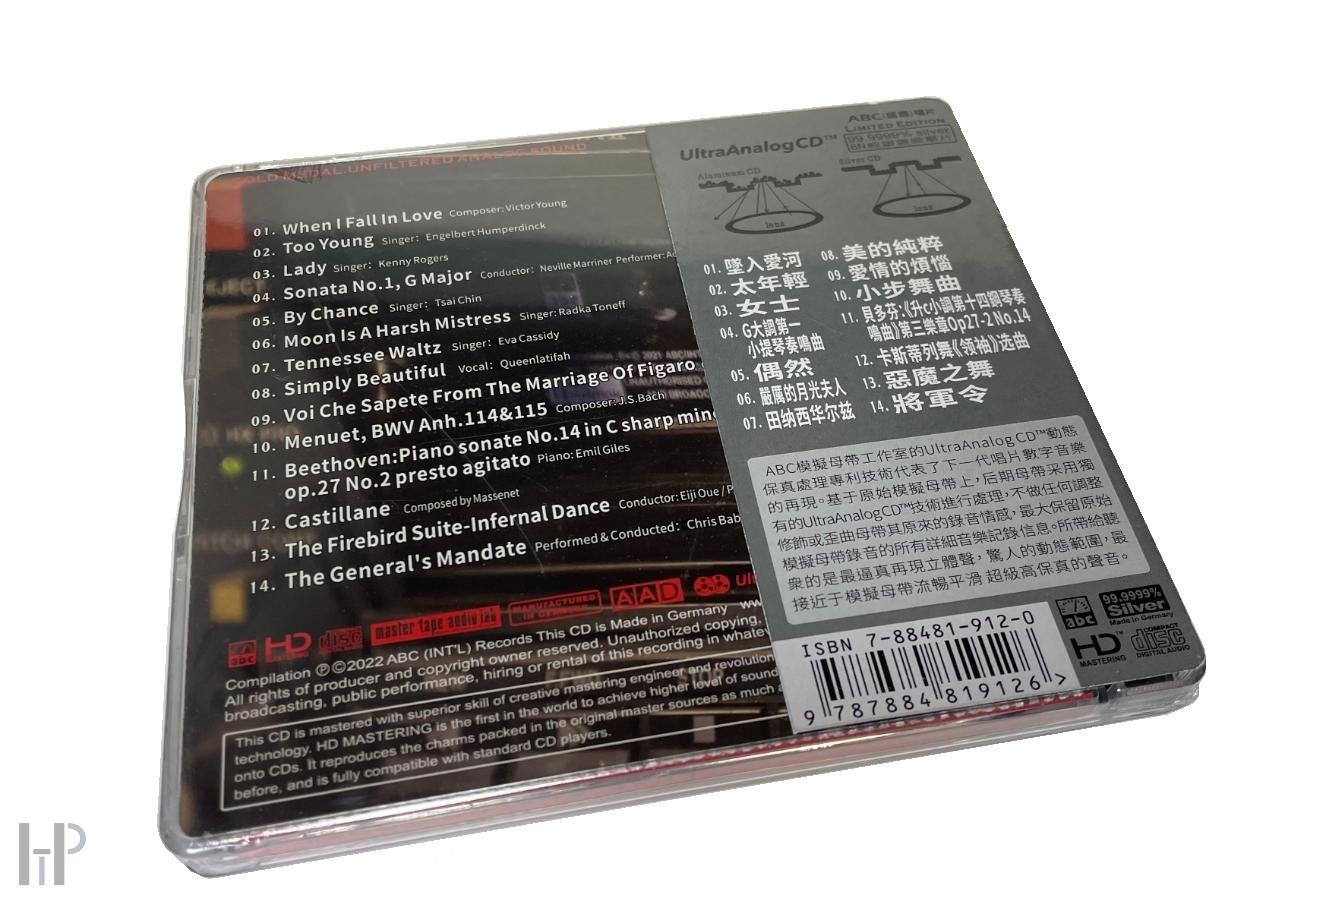 GOLD MEDAL.UNFILTERED ANALOG SOUND
01. When I Fall In Love Composer: Victor Young
02. Too Young Singer: Engelbert Humperdinck
03. Lady Singer: Kenny Rogers
04. Sonata No.1, G Major Conductor: Neville Marriner Performer: Ac
05. By Chance Singer: Tsai Chin
06. Moon Is A Harsh Mistress Singer: Radka Toneff
07. Tennessee Waltz Singer: Eva Cassidy
08. Simply Beautiful Vocal: Queenlatifah
09. Voi Che Sapete From The Marriage Of Figaro
10. Menuet, BWV Anh.114&115 Composer: J.S.Bach
11. Beethoven:Piano sonate No.14 in C sharp mino
op.27 No.2 presto agitato Piano: Emil Giles
12. Castillane Composed by Massenet
13. The Firebird Suite-Infernal Dance Conductor: Eiji Oue / P
14. The General's Mandate Performed & Conducted: Chris Bab
abc HD MASTERING disc master tape audio lab MANUFACTURED IN GERMANY AAD Ul
Compilation ℗©2022 ABC (INT'L) Records This CD is Made in Germany ww
All rights of producer and copyright owner reserved. Unauthorized copying,
broadcasting, public performance, hiring or rental of this recording in whatev
This CD is mastered with superior skill of creative mastering engineer and revolution
technology. HD MASTERING is the first in the world to achieve higher level of sound
onto CDs. It reproduces the charms packed in the original master sources as much a
before, and is fully compatible with standard CD players.
ABC(國際)唱片
LIMITED EDITION
99.9999% silver
UltraAnalogCD™
Aluminum CD
Silver CD
lens
lens
01. 墜入愛河
02. 太年輕
03. 女士
04. G大調第一
小提琴奏鳴曲
05. 偶然
06. 嚴厲的月光夫人
07. 田纳西华尔兹
08. 美的純粹
09. 愛情的煩惱
10. 小步舞曲
11. 貝多芬:《升c小調第十四鋼琴奏
鳴曲》第三樂章Op27-2 No.14
12. 卡斯蒂列舞《领袖》选曲
13. 惡魔之舞
14. 將軍令
ABC模擬母帶工作室的UltraAnalog CD™動態
保真處理專利技術代表了下一代唱片數字音樂
的再現。基于原始模擬母帶上，后期母帶采用獨
有的UltraAnalogCD™技術進行處理，不做任何調整
修飾或歪曲母帶其原來的錄音情感，最大保留原始
模擬母帶錄音的所有詳細音樂記錄信息。所帶給聽
衆的是最逼真再現立體聲，驚人的動態範圍，最
接近于模擬母帶流暢平滑 超級高保真的聲音。
ISBN 7-88481-912-0
9 787884 819126 >
abc
99.9999%
Silver
Made in Germany
HD™
MASTERING
COMPACT
disc
DIGITAL AUDIO
HTP